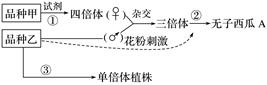 品种甲 试剂 ① 四倍体(♀) 杂交 三倍体 ② 无子西瓜 A
品种乙 (♂)花粉刺激
③ 单倍体植株